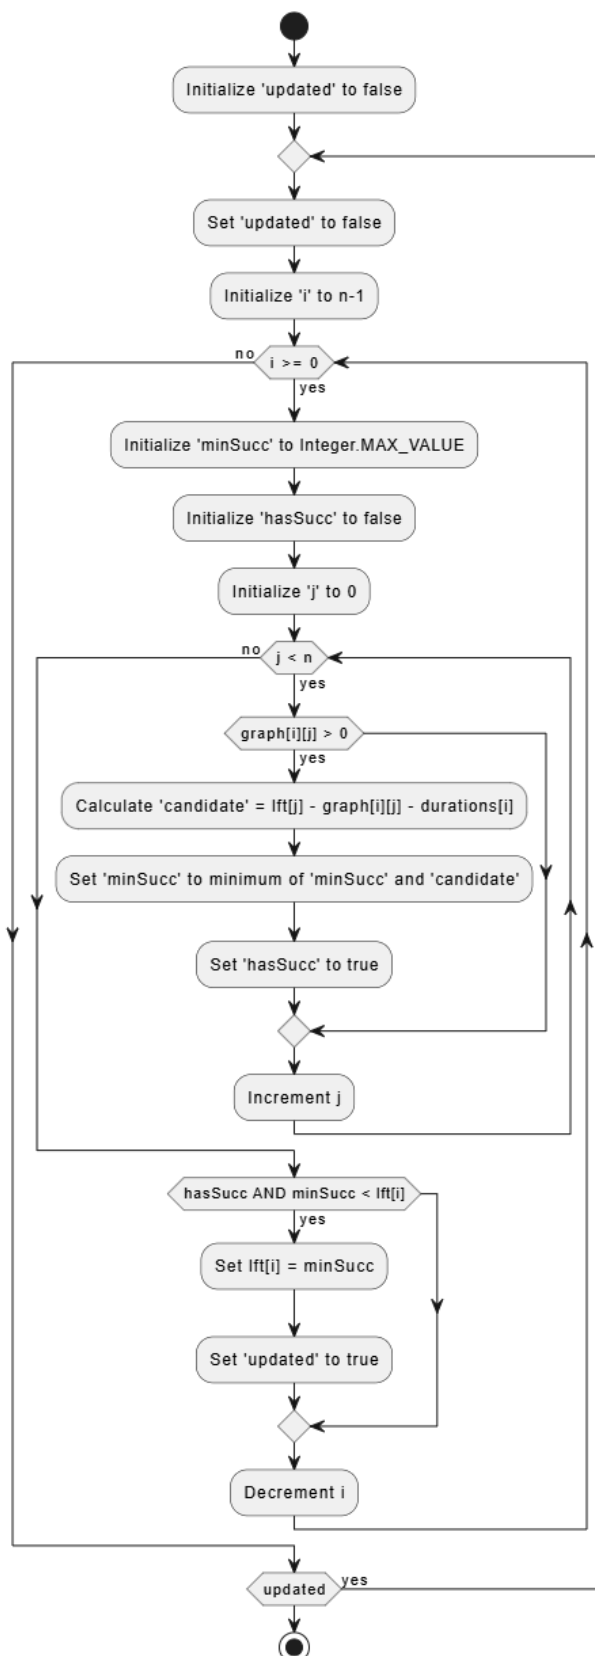 Initialize 'updated' to false
Set 'updated' to false
Initialize 'i' to n-1
no
i >= 0
yes
Initialize 'minSucc' to Integer.MAX_VALUE
Initialize 'hasSucc' to false
Initialize 'j' to 0
no
j < n
yes
graph[i][j] > 0
yes
Calculate 'candidate' = lft[j] - graph[i][j] - durations[i]
Set 'minSucc' to minimum of 'minSucc' and 'candidate'
Set 'hasSucc' to true
Increment j
hasSucc AND minSucc < lft[i]
yes
Set lft[i] = minSucc
Set 'updated' to true
Decrement i
updated
yes